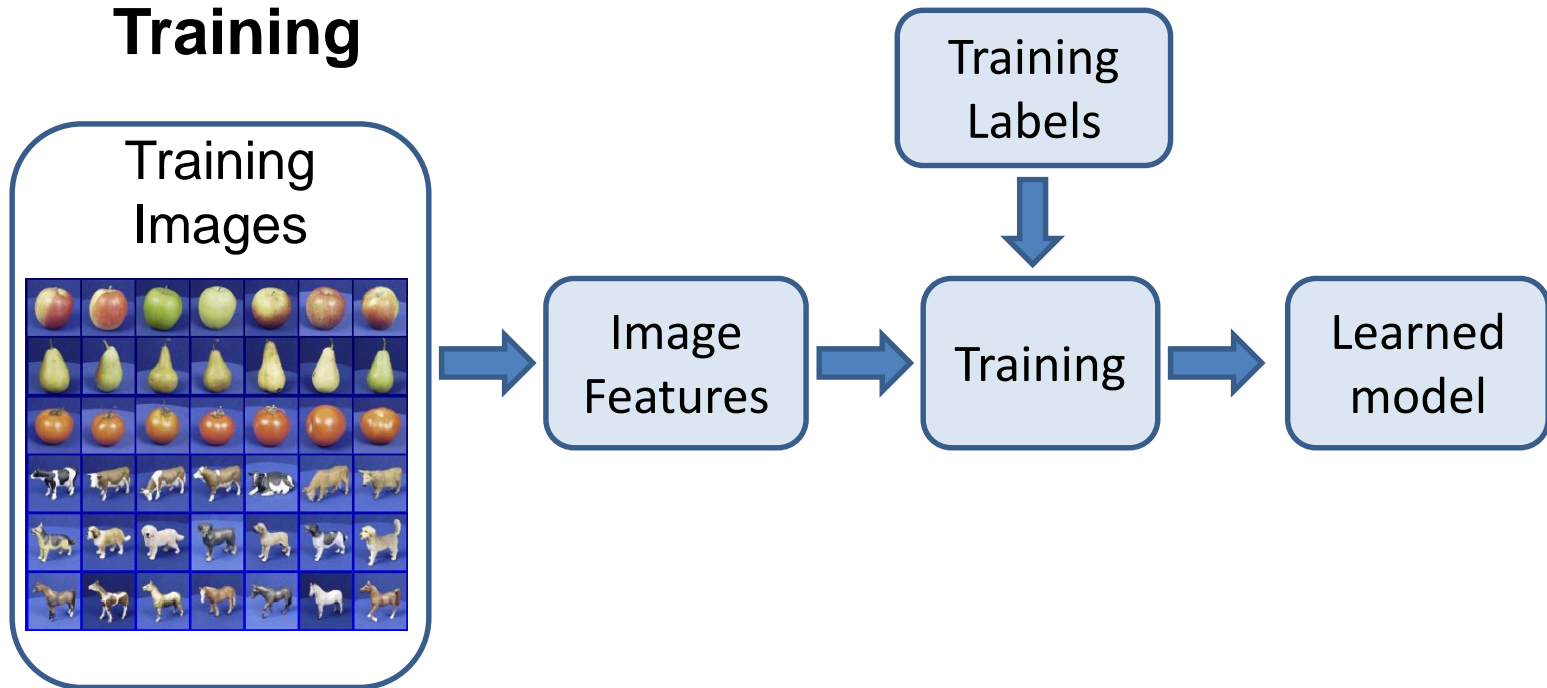 Training
Training
Images
Training
Labels
Image
Features
Training
Learned
model